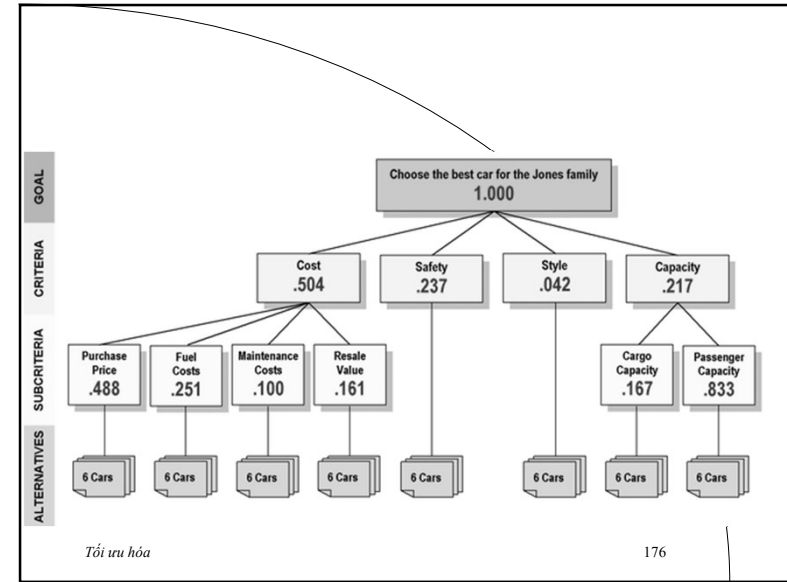 GOAL
Choose the best car for the Jones family
1.000
CRITERIA
Cost
.504
Safety
.237
Style
.042
Capacity
.217
SUBCRITERIA
Purchase
Price
.488
Fuel
Costs
.251
Maintenance
Costs
.100
Resale
Value
.161
Cargo
Capacity
.167
Passenger
Capacity
.833
ALTERNATIVES
6 Cars
6 Cars
6 Cars
6 Cars
6 Cars
6 Cars
6 Cars
6 Cars
Tối ưu hóa
176